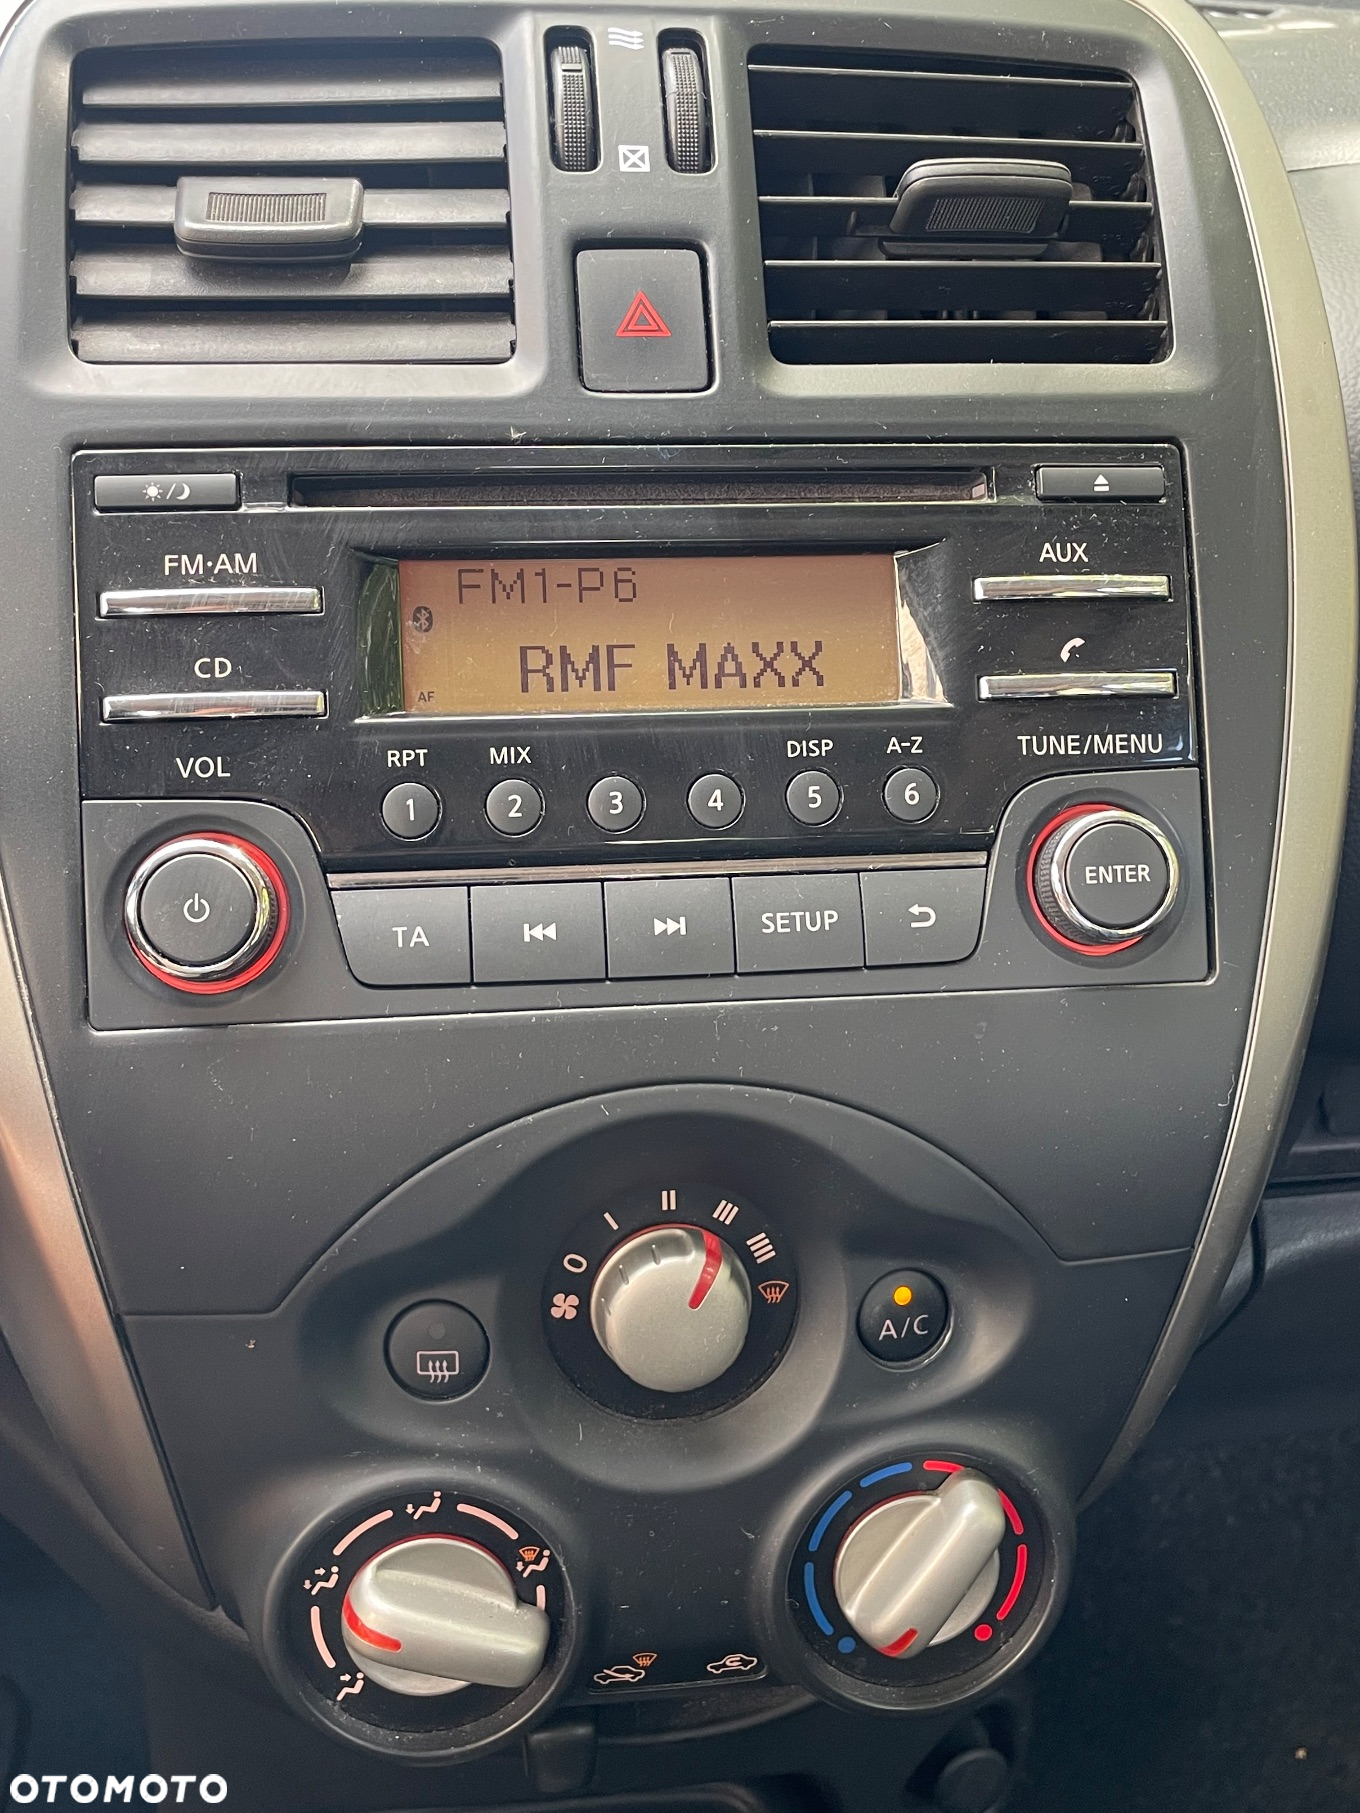 FM·AM
AUX
FM1-P6
CD
RMF MAXX
AF
VOL
RPT
MIX
DISP
A-Z
TUNE/MENU
1
2
3
4
5
6
ENTER
TA
SETUP
I
II
III
IIII
0
A/C
OTOMOTO